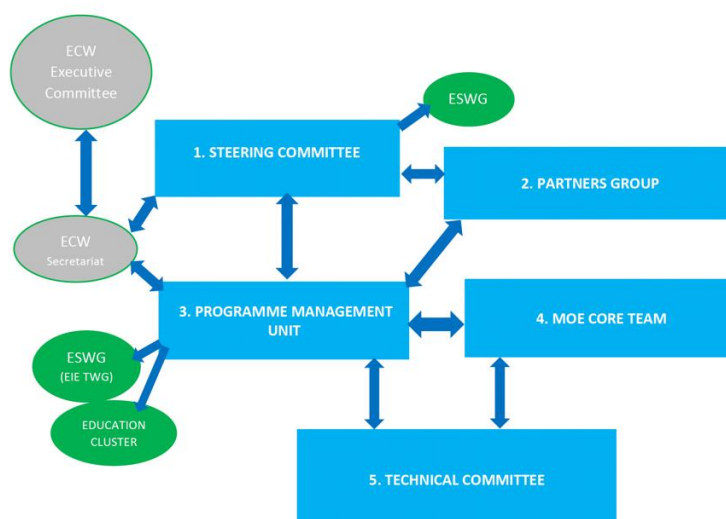 ECW
Executive
Committee
ESWG
1. STEERING COMMITTEE
2. PARTNERS GROUP
ECW
Secretariat
3. PROGRAMME MANAGEMENT
UNIT
4. MOE CORE TEAM
ESWG
(EIE TWG)
EDUCATION
CLUSTER
5. TECHNICAL COMMITTEE